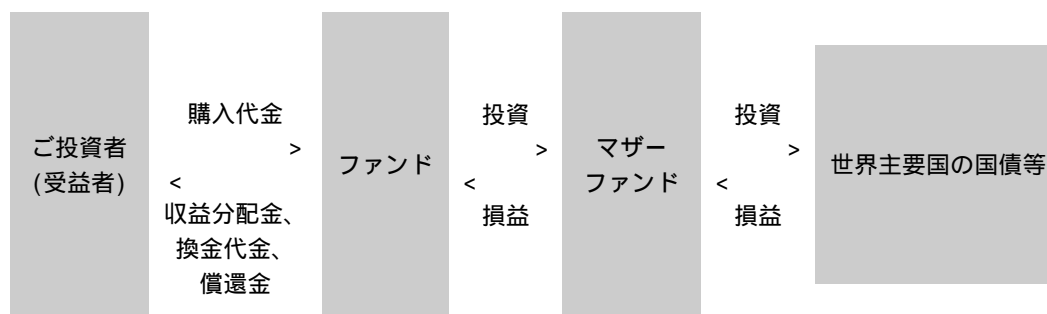 ご投資者
(受益者)
購入代金
>
<
収益分配金、
換金代金、
償還金
ファンド
投資
>
<
損益
マザー
ファンド
投資
>
<
損益
世界主要国の国債等